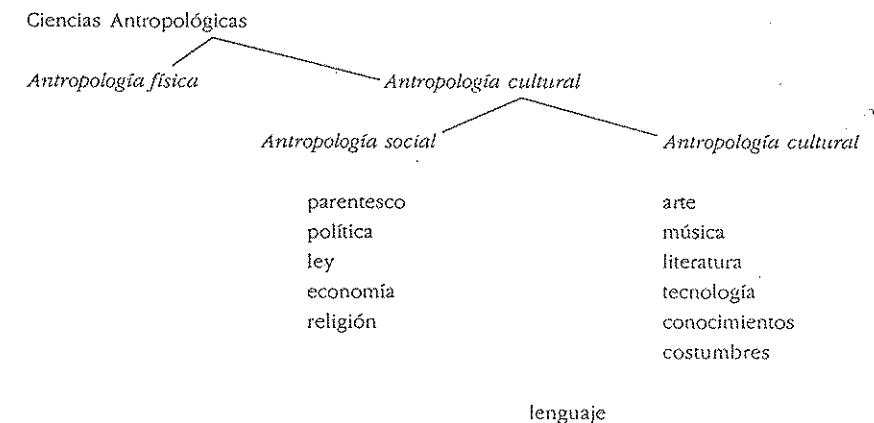 Ciencias Antropológicas
Antropología física Antropología cultural
Antropología social Antropología cultural
parentesco arte
política música
ley literatura
economía tecnología
religión conocimientos
costumbres
lenguaje